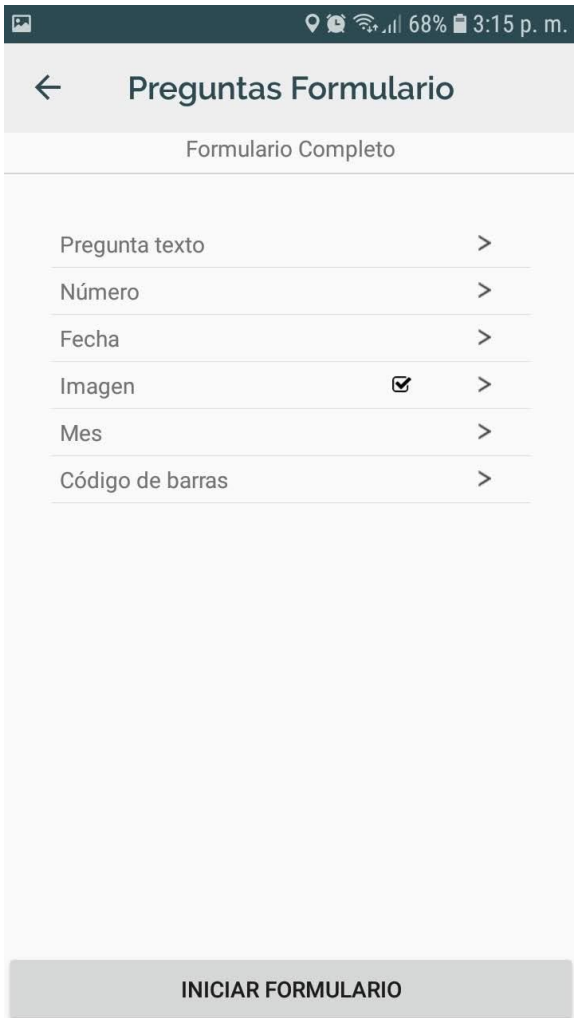 68% 3:15 p. m.
Preguntas Formulario
Formulario Completo
Pregunta texto >
Número >
Fecha >
Imagen >
Mes >
Código de barras >
INICIAR FORMULARIO